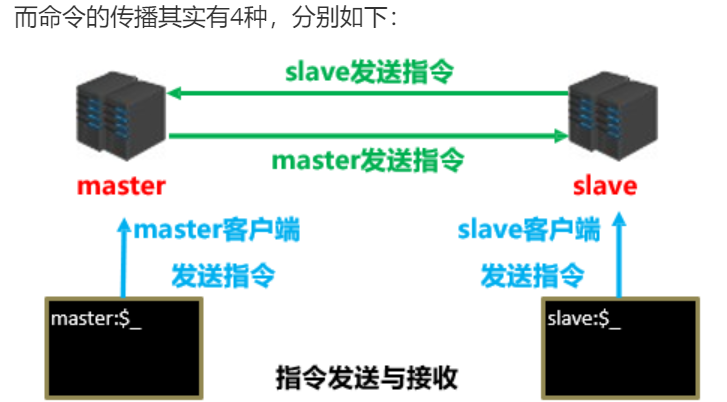 而命令的传播其实有4种，分别如下：
slave发送指令
master发送指令
master
slave
master客户端
发送指令
slave客户端
发送指令
master:$_
slave:$_
指令发送与接收